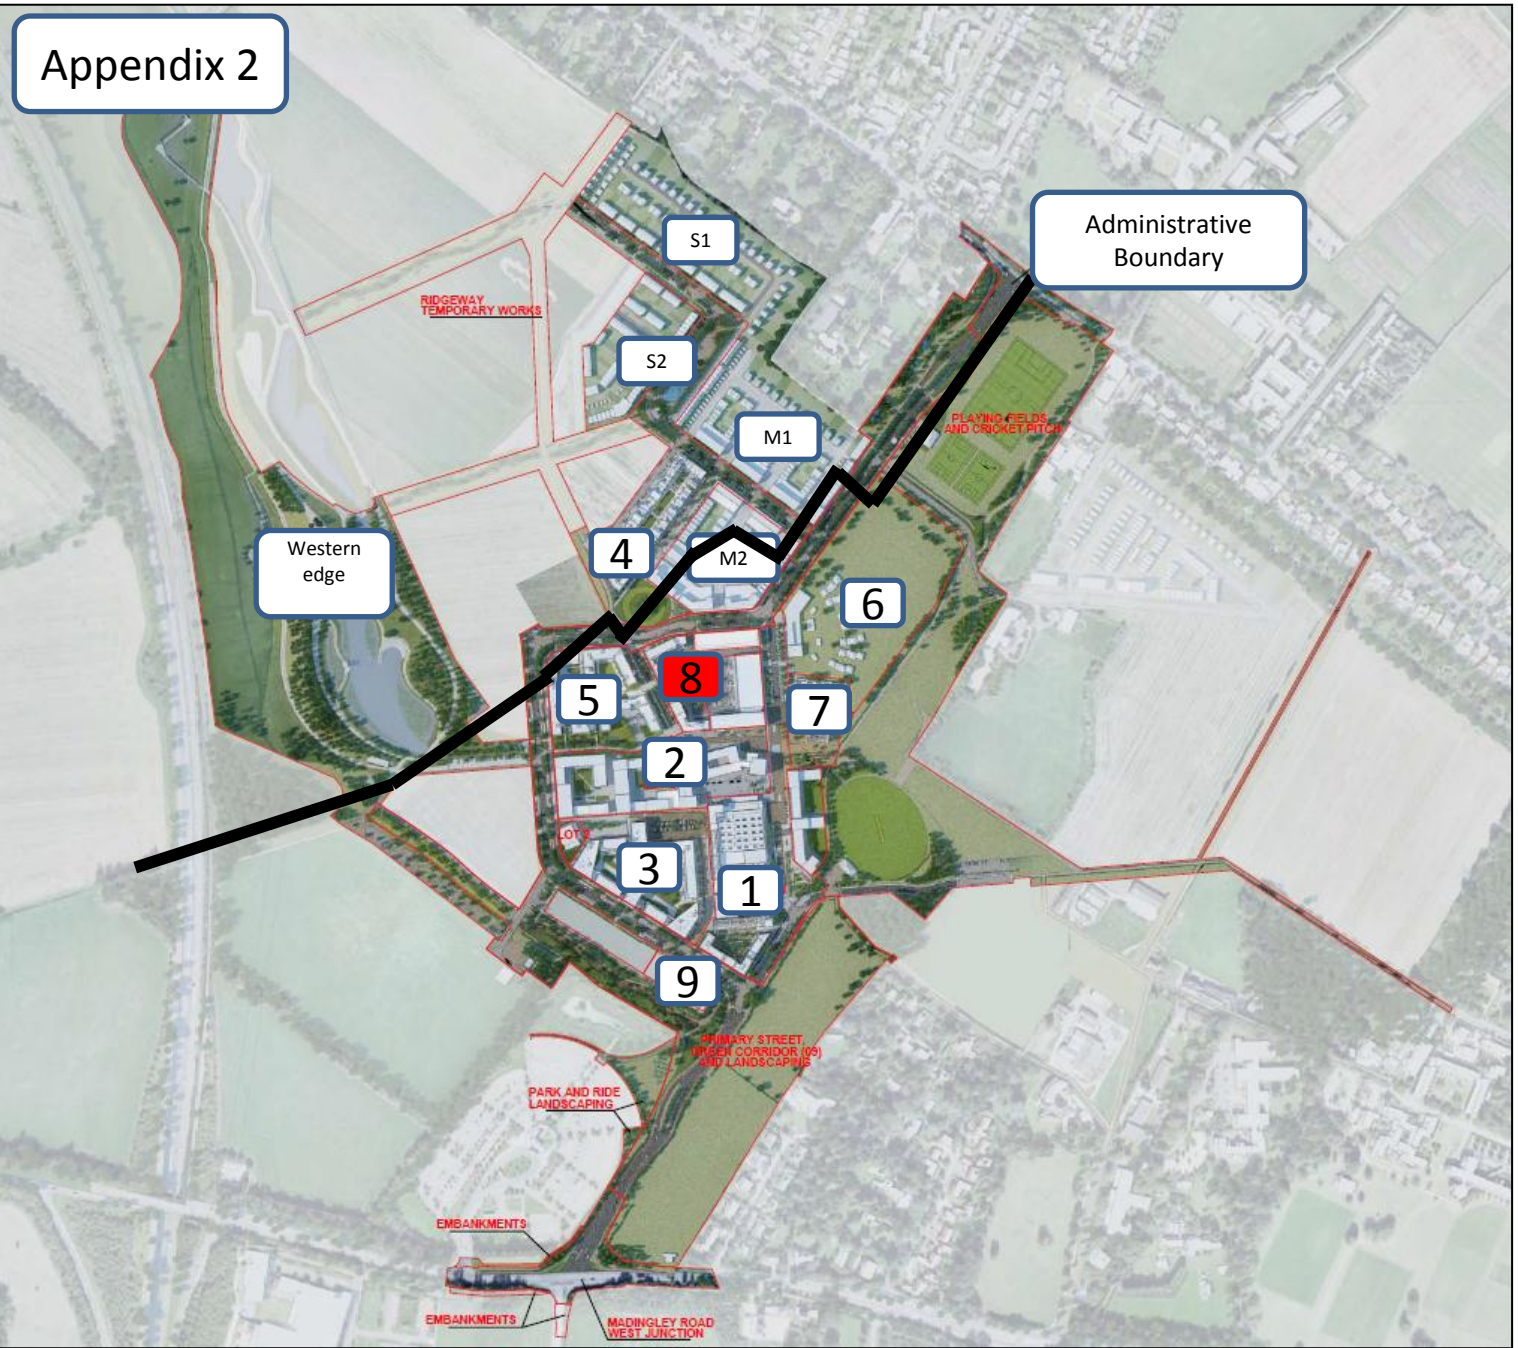 Appendix 2
Administrative
Boundary
S1
RIDGEWAY
TEMPORARY WORKS
S2
M1
PLAYING FIELDS
AND CRICKET PITCH
Western
edge
4
M2
6
8
5
7
2
LOT 3
3
1
9
PRIMARY STREET,
GREEN CORRIDOR (09)
AND LANDSCAPING
PARK AND RIDE
LANDSCAPING
EMBANKMENTS
EMBANKMENTS
MADINGLEY ROAD
WEST JUNCTION